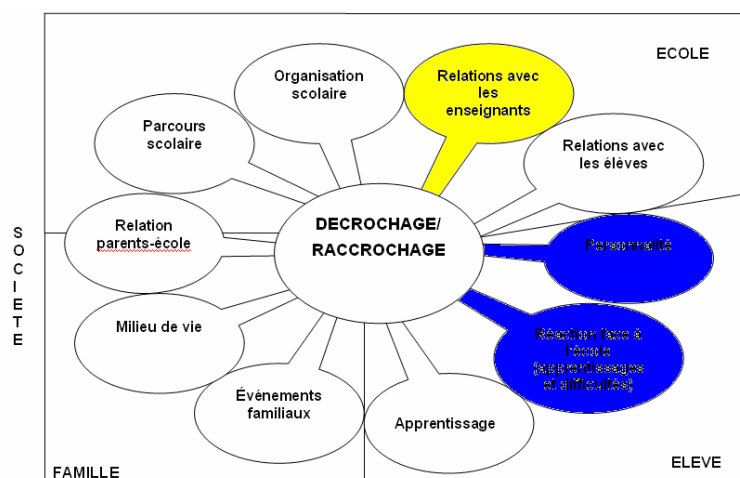 ECOLE
Organisation
scolaire
Relations avec
les
enseignants
Parcours
scolaire
Relations avec
les élèves
DECROCHAGE/
RACCROCHAGE
Relation
parents-école
Personnalité
SOCIETE
Milieu de vie
Réaction face à
l'école
(apprentissages
et difficultés)
Événements
familiaux
Apprentissage
FAMILLE
ELEVE